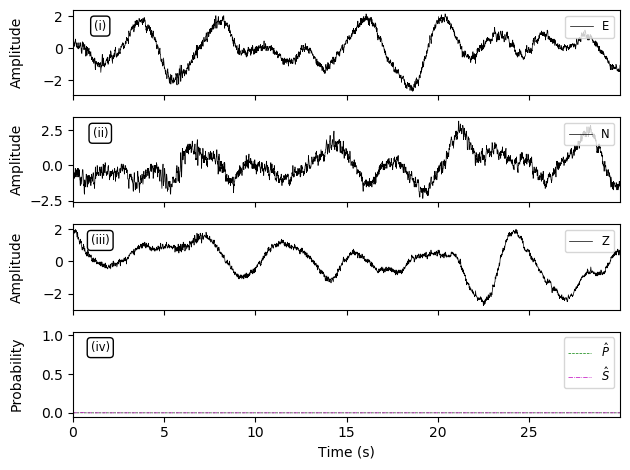 (i)
E
Amplitude
2
0
−2
(ii)
N
Amplitude
2.5
0.0
−2.5
(iii)
Z
Amplitude
2
0
−2
(iv)
P̂
Ŝ
Probability
1.0
0.5
0.0
0 5 10 15 20 25
Time (s)